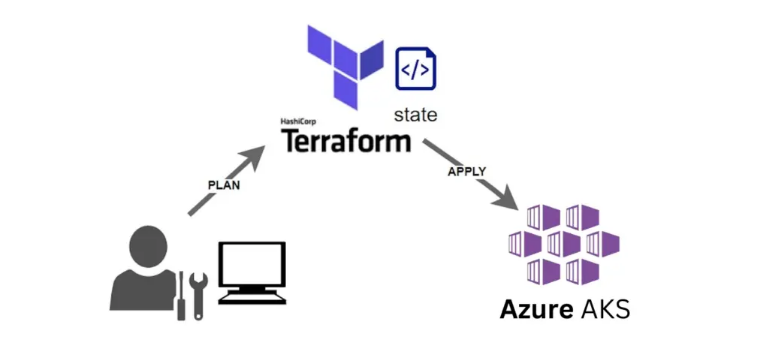 </>
state
HashiCorp
Terraform
PLAN
APPLY
Azure AKS